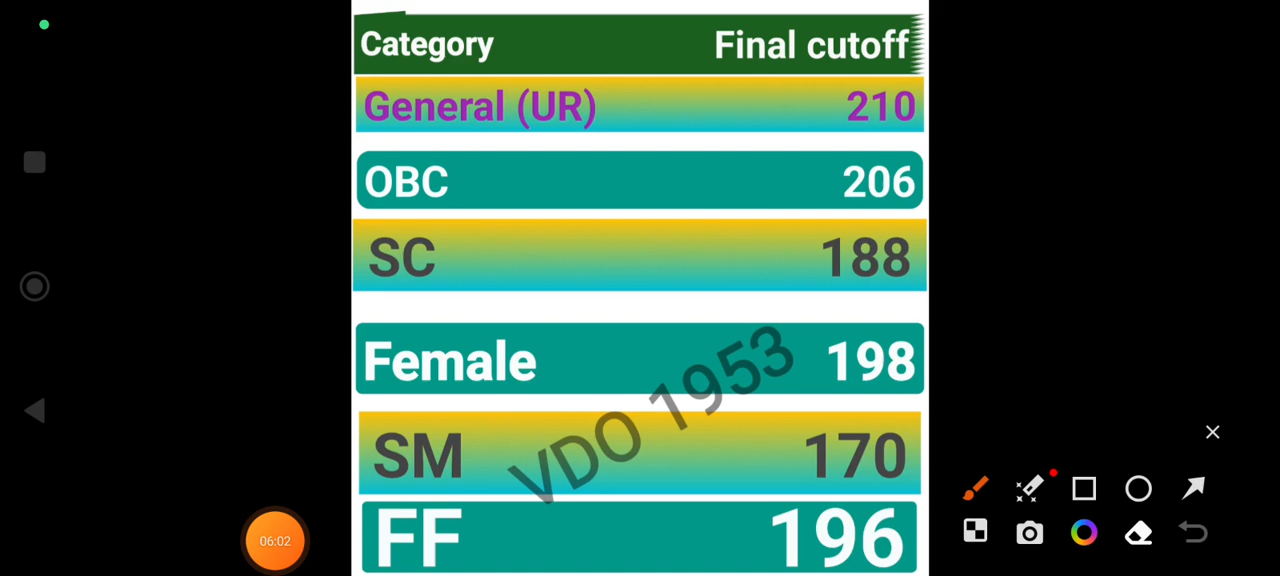 Category Final cutoff
General (UR) 210
OBC 206
SC 188
Female 198
SM 170
FF 196
VDO 1953
06:02